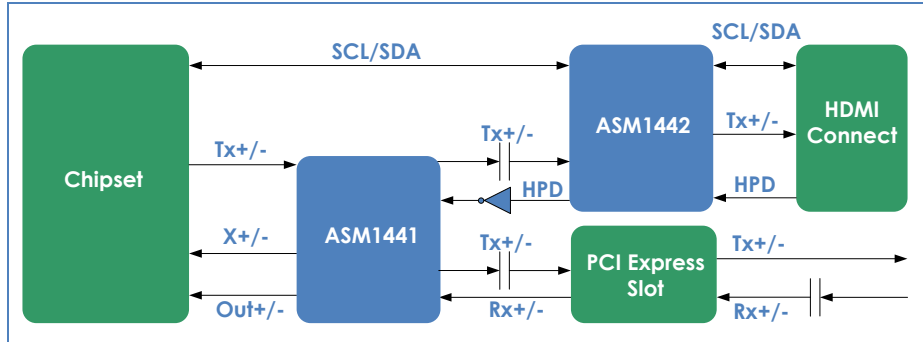 SCL/SDA
SCL/SDA
Chipset
Tx+/-
X+/-
Out+/-
ASM1441
Tx+/-
HPD
Tx+/-
Rx+/-
ASM1442
Tx+/-
HPD
HDMI
Connect
PCI Express
Slot
Tx+/-
Rx+/-